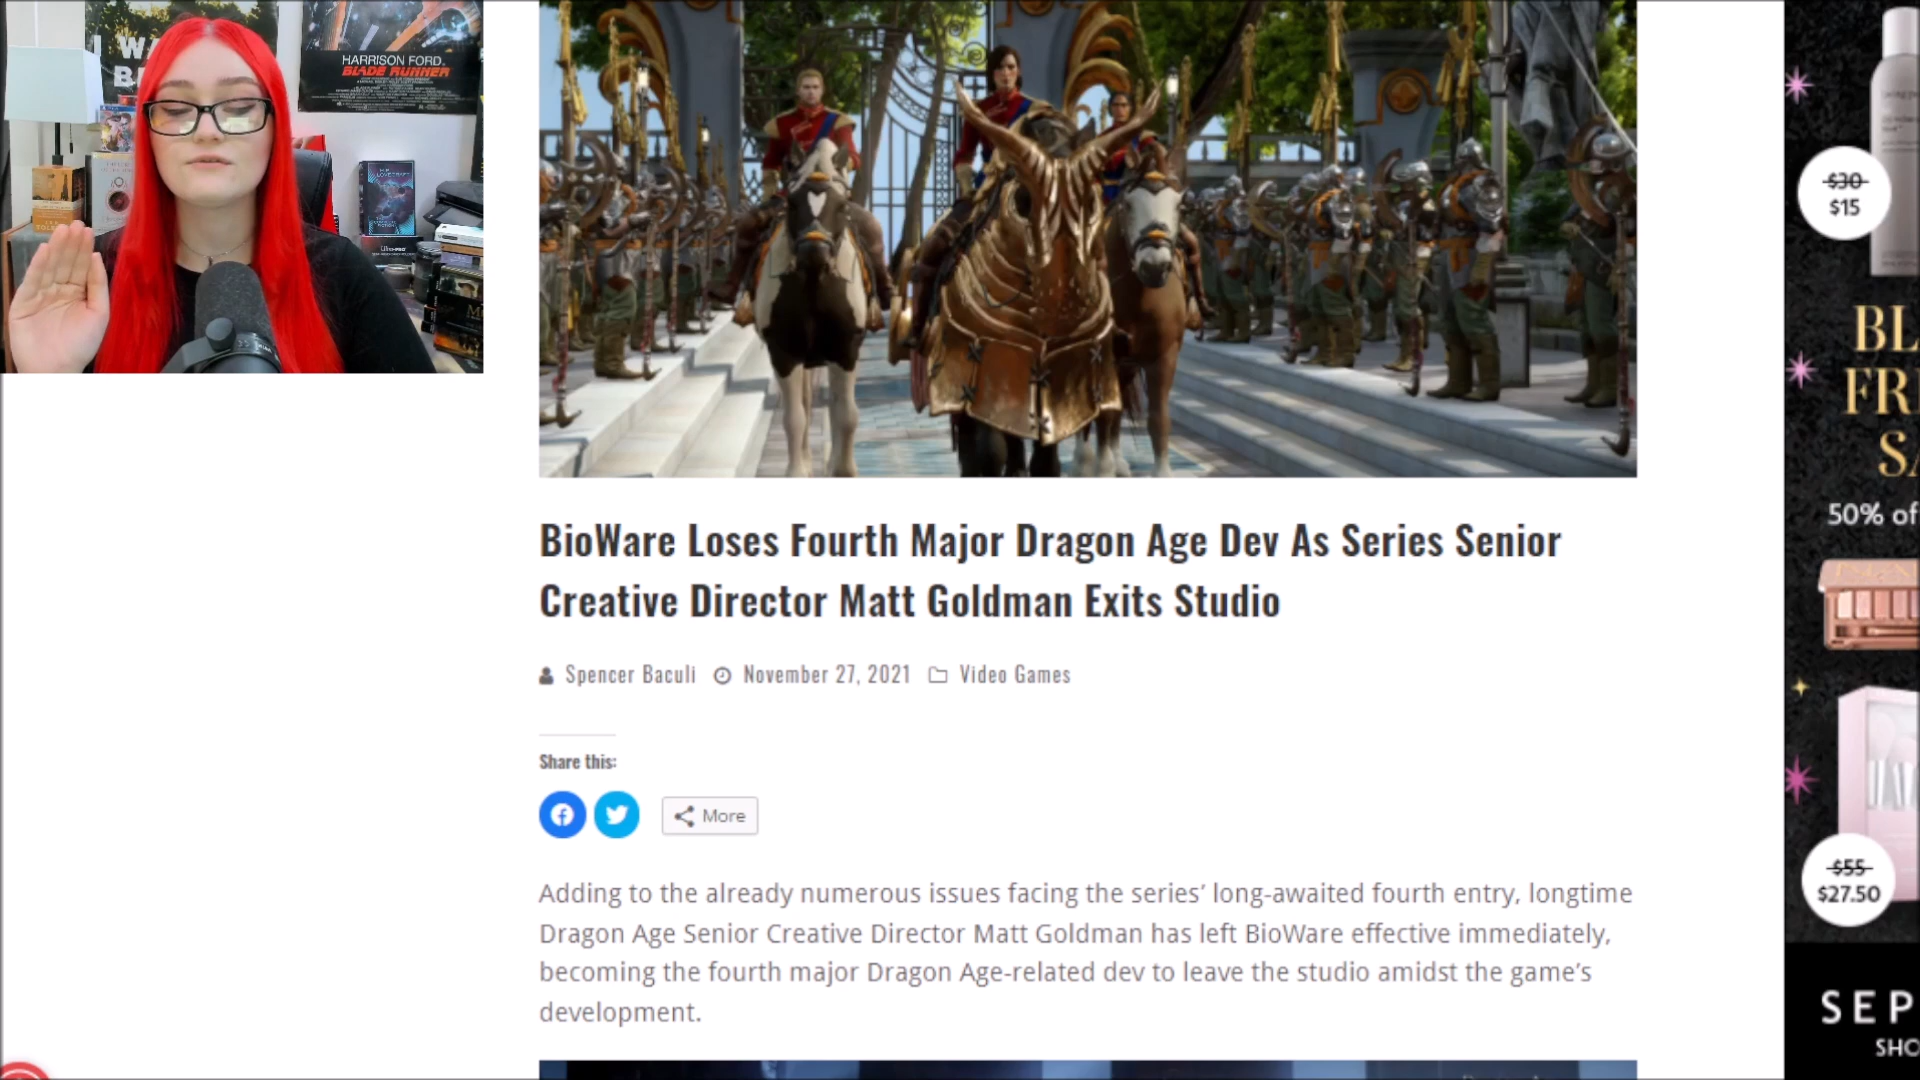 HARRISON FORD
BLADE RUNNER
LOVECRAFT
BioWare Loses Fourth Major Dragon Age Dev As Series Senior
Creative Director Matt Goldman Exits Studio
Spencer Baculi November 27, 2021 Video Games
Share this:
More
Adding to the already numerous issues facing the series’ long-awaited fourth entry, longtime
Dragon Age Senior Creative Director Matt Goldman has left BioWare effective immediately,
becoming the fourth major Dragon Age-related dev to leave the studio amidst the game’s
development.
$30
$15
BL
FR
SA
50% of
$55
$27.50
SEP
SHO